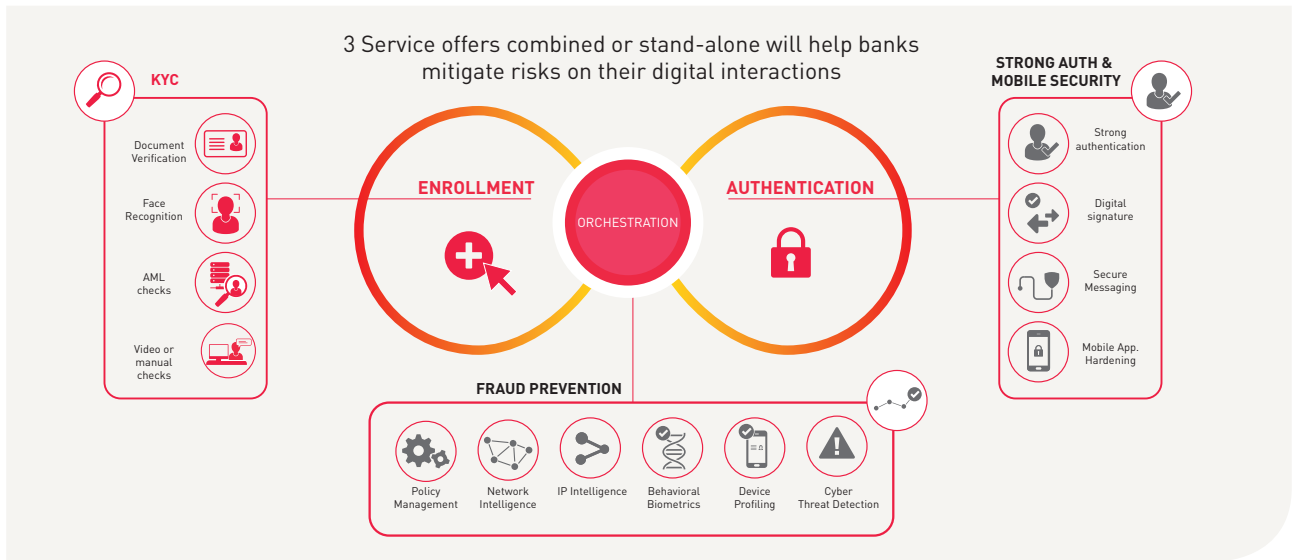 3 Service offers combined or stand-alone will help banks
mitigate risks on their digital interactions
KYC
Document
Verification
Face
Recognition
AML
checks
Video or
manual
checks
ENROLLMENT
ORCHESTRATION
AUTHENTICATION
STRONG AUTH &
MOBILE SECURITY
Strong
authentication
Digital
signature
Secure
Messaging
Mobile App.
Hardening
FRAUD PREVENTION
Policy
Management
Network
Intelligence
IP Intelligence
Behavioral
Biometrics
Device
Profiling
Cyber
Threat Detection